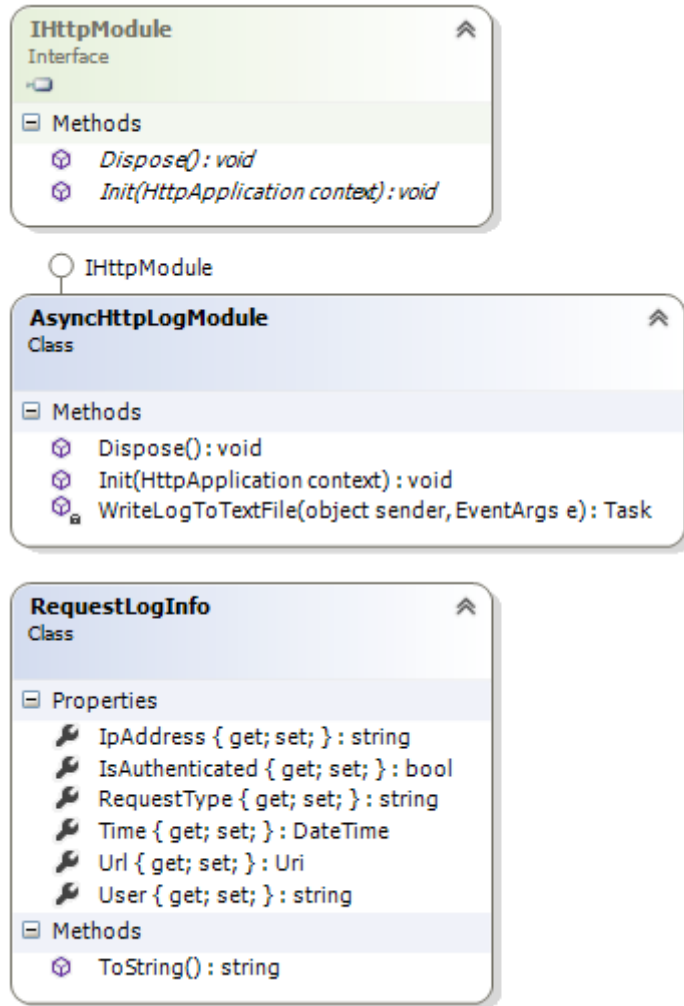 IHttpModule
Interface
Methods
Dispose() : void
Init(HttpApplication context) : void
IHttpModule
AsyncHttpLogModule
Class
Methods
Dispose() : void
Init(HttpApplication context) : void
WriteLogToTextFile(object sender, EventArgs e) : Task
RequestLogInfo
Class
Properties
IpAddress { get; set; } : string
IsAuthenticated { get; set; } : bool
RequestType { get; set; } : string
Time { get; set; } : DateTime
Url { get; set; } : Uri
User { get; set; } : string
Methods
ToString() : string